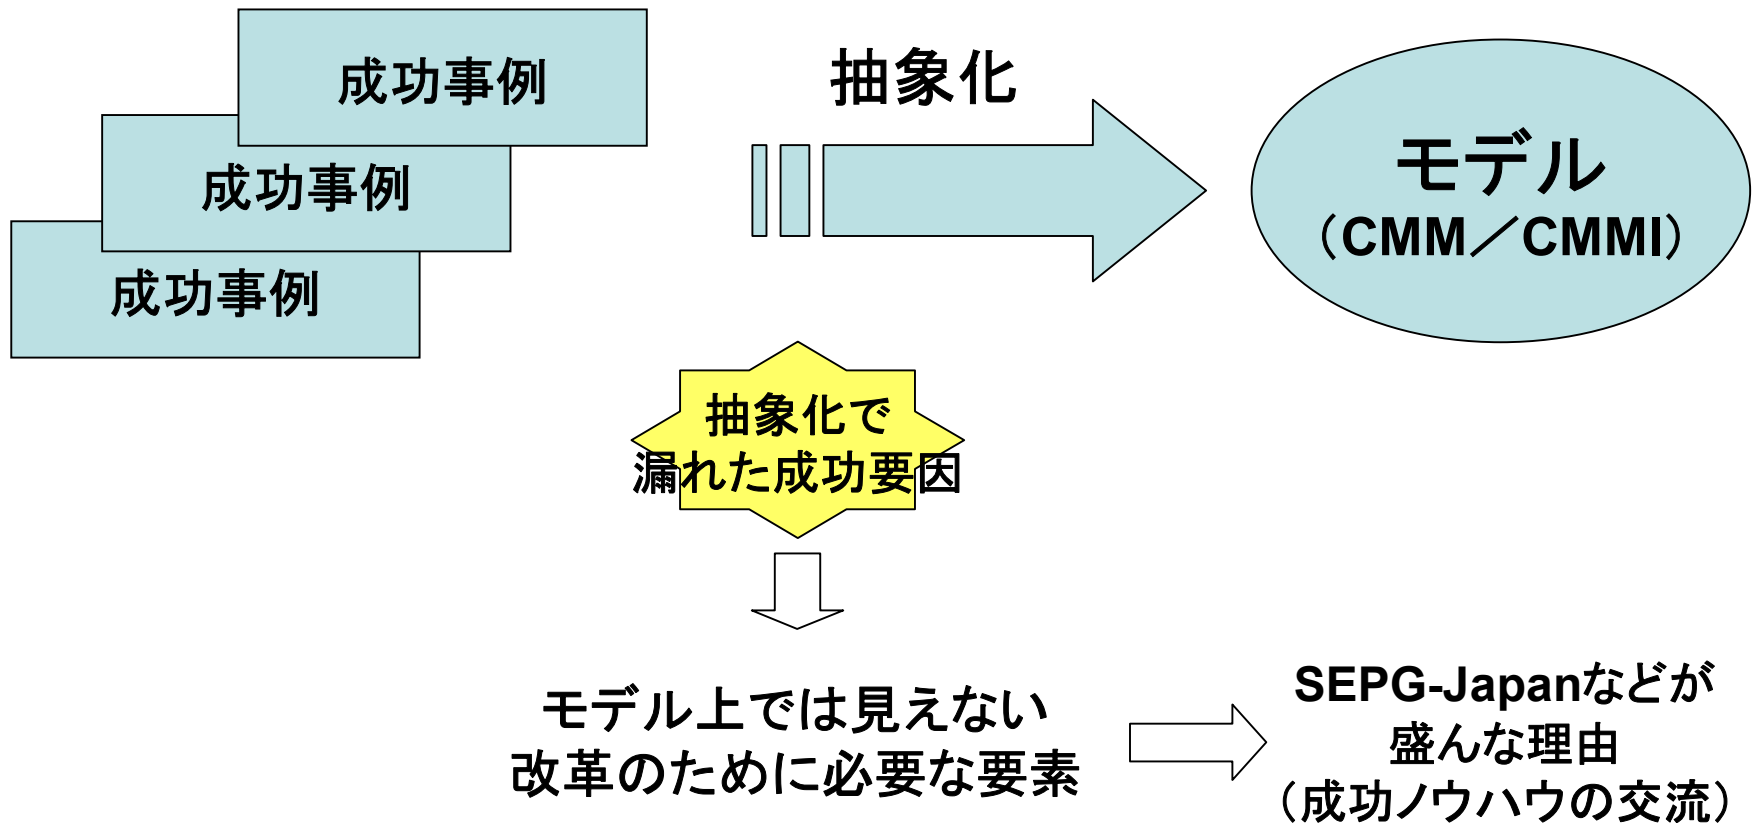 成功事例
成功事例
成功事例
抽象化
モデル
（CMM／CMMI）
抽象化で
漏れた成功要因
モデル上では見えない
改革のために必要な要素
SEPG-Japanなどが
盛んな理由
（成功ノウハウの交流）